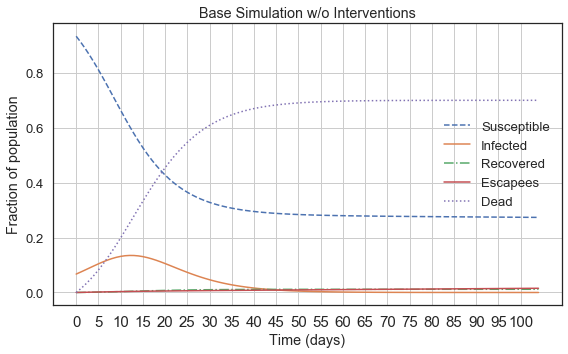 Base Simulation w/o Interventions
Fraction of population
0.8
0.6
0.4
0.2
0.0
Susceptible
Infected
Recovered
Escapees
Dead
0 5 10 15 20 25 30 35 40 45 50 55 60 65 70 75 80 85 90 95 100
Time (days)